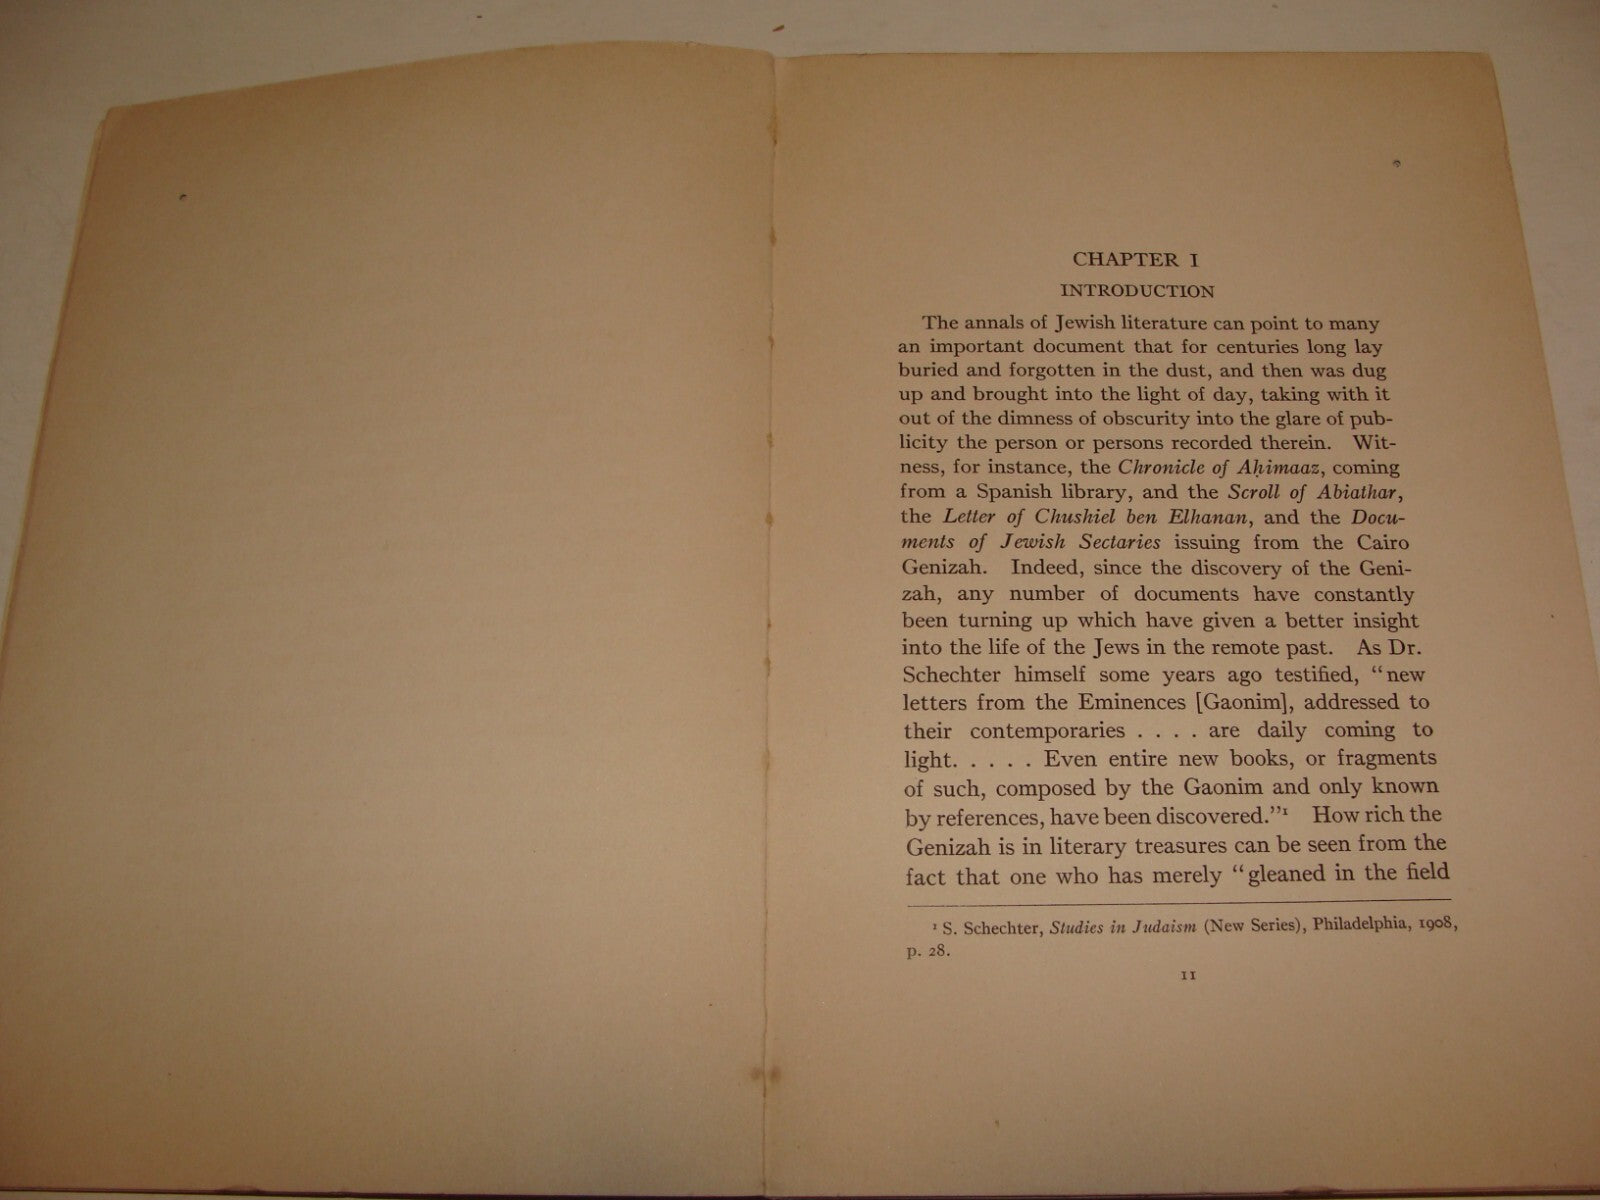 CHAPTER I
INTRODUCTION
The annals of Jewish literature can point to many
an important document that for centuries long lay
buried and forgotten in the dust, and then was dug
up and brought into the light of day, taking with it
out of the dimness of obscurity into the glare of pub-
licity the person or persons recorded therein. Wit-
ness, for instance, the Chronicle of Aḥimaaz, coming
from a Spanish library, and the Scroll of Abiathar,
the Letter of Chushiel ben Elhanan, and the Docu-
ments of Jewish Sectaries issuing from the Cairo
Genizah. Indeed, since the discovery of the Geni-
zah, any number of documents have constantly
been turning up which have given a better insight
into the life of the Jews in the remote past. As Dr.
Schechter himself some years ago testified, “new
letters from the Eminences [Gaonim], addressed to
their contemporaries . . . . are daily coming to
light. . . . . Even entire new books, or fragments
of such, composed by the Gaonim and only known
by references, have been discovered.”¹ How rich the
Genizah is in literary treasures can be seen from the
fact that one who has merely “gleaned in the field
¹ S. Schechter, Studies in Judaism (New Series), Philadelphia, 1908,
p. 28.
11